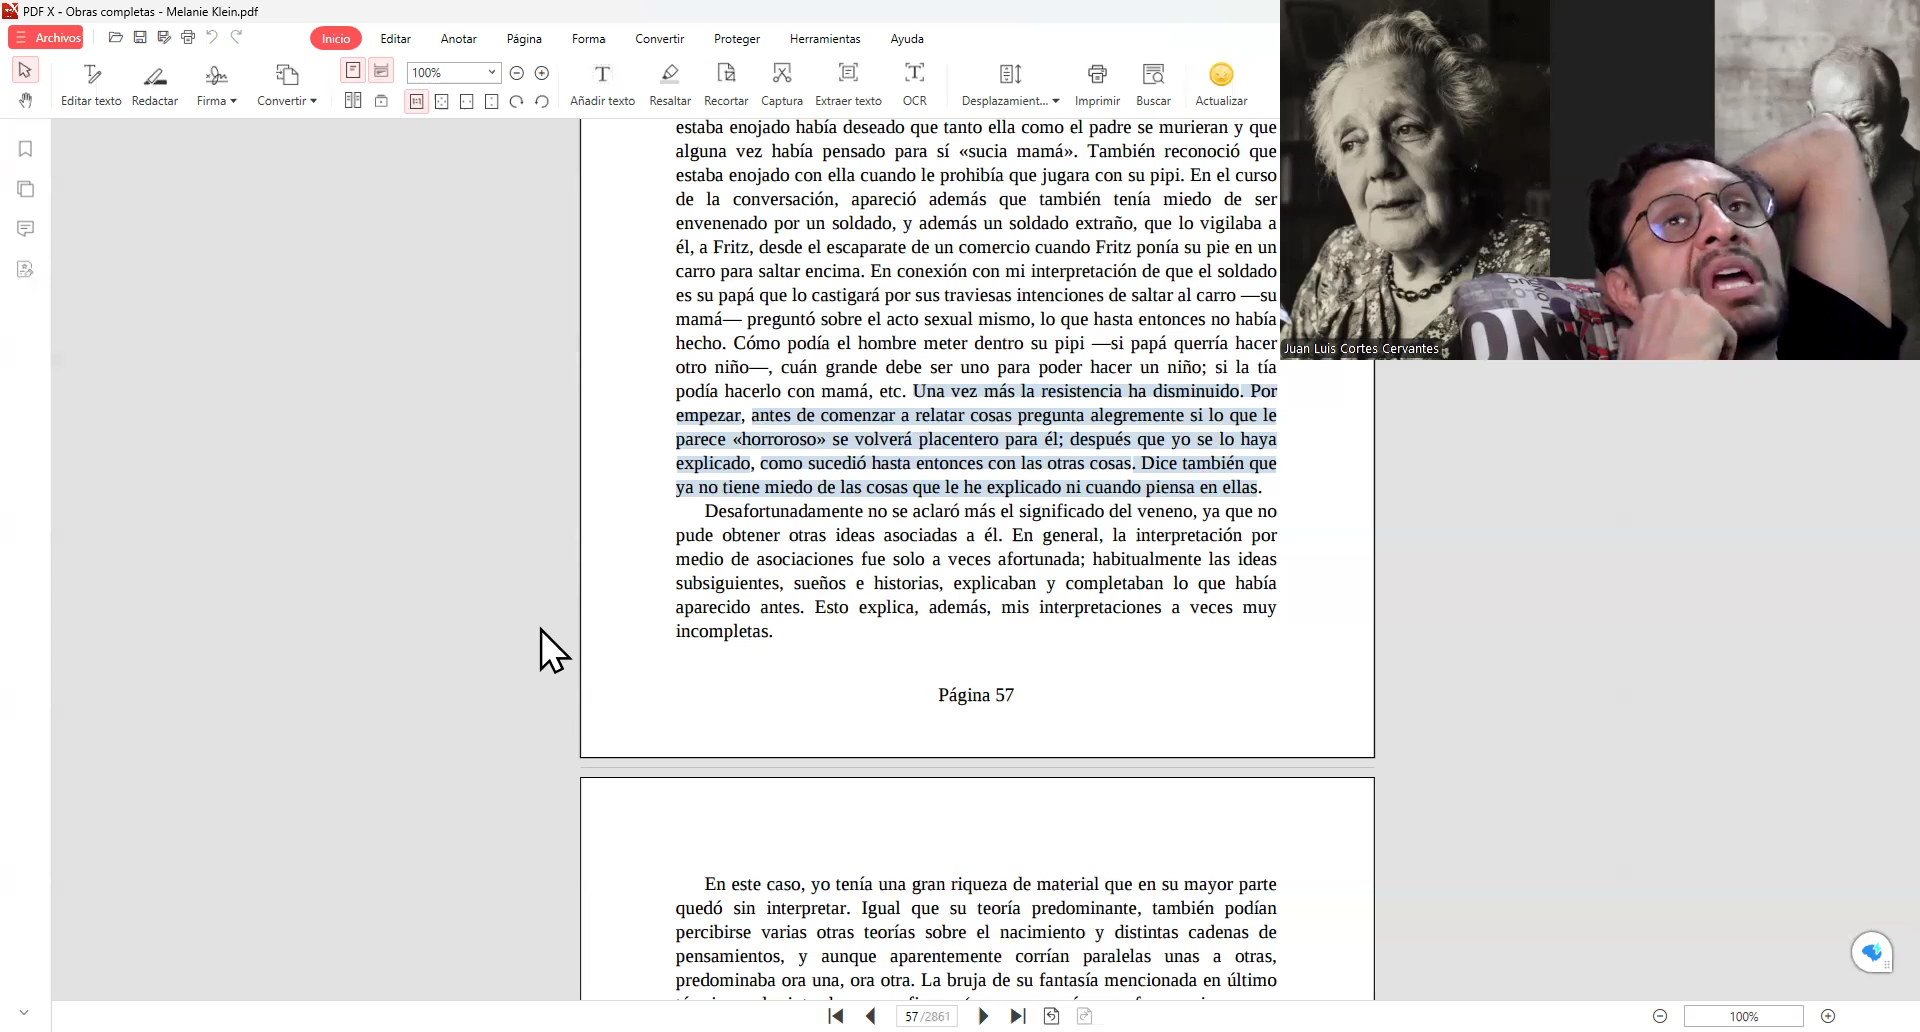 PDF X - Obras completas - Melanie Klein.pdf
Archivos
Inicio
Editar
Anotar
Página
Forma
Convertir
Proteger
Herramientas
Ayuda
100%
Editar texto
Redactar
Firma
Convertir
Añadir texto
Resaltar
Recortar
Captura
Extraer texto
OCR
Desplazamient...
Imprimir
Buscar
Actualizar
estaba enojado había deseado que tanto ella como el padre se murieran y que
alguna vez había pensado para sí «sucia mamá». También reconoció que
estaba enojado con ella cuando le prohibía que jugara con su pipi. En el curso
de la conversación, apareció además que también tenía miedo de ser
envenenado por un soldado, y además un soldado extraño, que lo vigilaba a
él, a Fritz, desde el escaparate de un comercio cuando Fritz ponía su pie en un
carro para saltar encima. En conexión con mi interpretación de que el soldado
es su papá que lo castigará por sus traviesas intenciones de saltar al carro —su
mamá— preguntó sobre el acto sexual mismo, lo que hasta entonces no había
hecho. Cómo podía el hombre meter dentro su pipi —si papá querría hacer
otro niño—, cuán grande debe ser uno para poder hacer un niño; si la tía
podía hacerlo con mamá, etc. Una vez más la resistencia ha disminuido. Por
empezar, antes de comenzar a relatar cosas pregunta alegremente si lo que le
parece «horroroso» se volverá placentero para él; después que yo se lo haya
explicado, como sucedió hasta entonces con las otras cosas. Dice también que
ya no tiene miedo de las cosas que le he explicado ni cuando piensa en ellas.
Desafortunadamente no se aclaró más el significado del veneno, ya que no
pude obtener otras ideas asociadas a él. En general, la interpretación por
medio de asociaciones fue solo a veces afortunada; habitualmente las ideas
subsiguientes, sueños e historias, explicaban y completaban lo que había
aparecido antes. Esto explica, además, mis interpretaciones a veces muy
incompletas.
Página 57
En este caso, yo tenía una gran riqueza de material que en su mayor parte
quedó sin interpretar. Igual que su teoría predominante, también podían
percibirse varias otras teorías sobre el nacimiento y distintas cadenas de
pensamientos, y aunque aparentemente corrían paralelas unas a otras,
predominaba ora una, ora otra. La bruja de su fantasía mencionada en último
Juan Luis Cortes Cervantes
57 /2861
100%